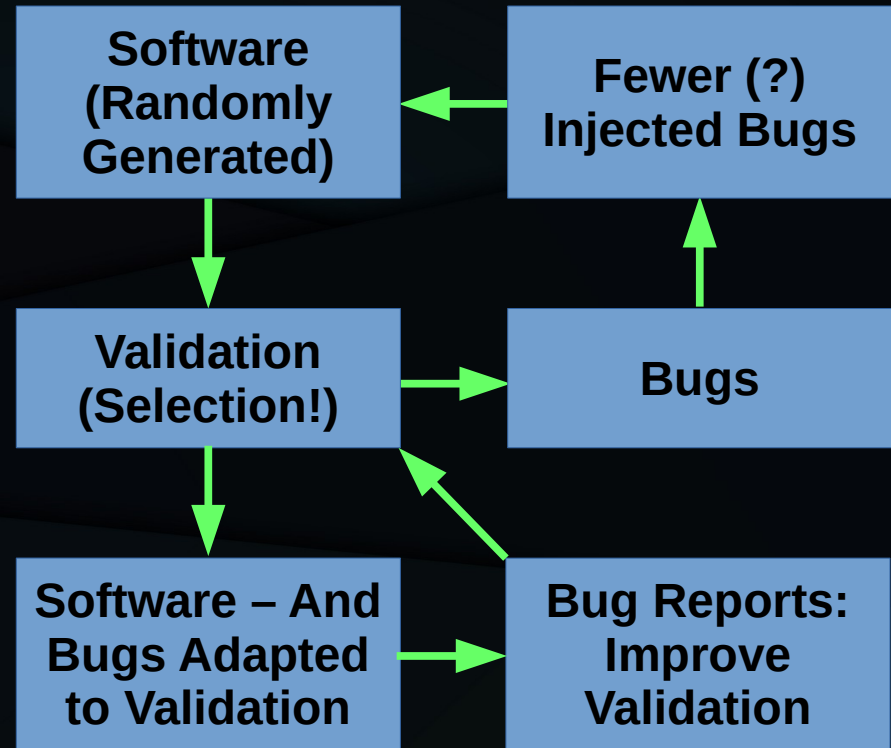 Software
(Randomly
Generated)
Fewer (?)
Injected Bugs
Validation
(Selection!)
Bugs
Software – And
Bugs Adapted
to Validation
Bug Reports:
Improve
Validation